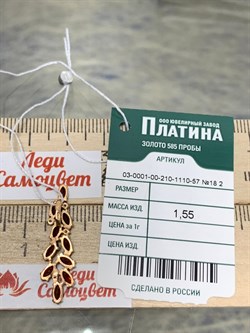 ООО ЮВЕЛИРНЫЙ ЗАВОД
ПЛАТИНА
ЗОЛОТО 585 ПРОБЫ
АРТИКУЛ
03-0001-00-210-1110-57 №18 2
РАЗМЕР
МАССА ИЗД. 1,55
ЦЕНА за 1г
ЦЕНА ИЗД.
СДЕЛАНО В РОССИИ
Леди
Самоцвет
Самоцвет